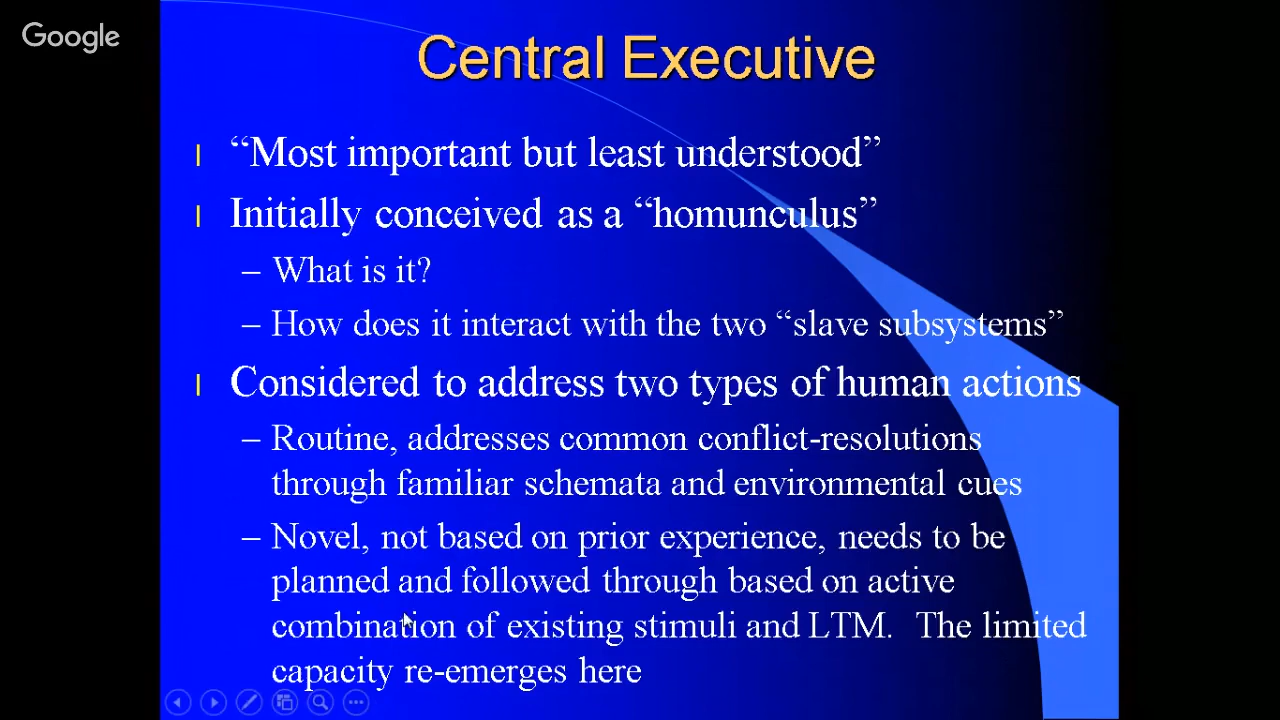 Google
Central Executive
“Most important but least understood”
Initially conceived as a “homunculus”
– What is it?
– How does it interact with the two “slave subsystems”
Considered to address two types of human actions
– Routine, addresses common conflict-resolutions
through familiar schemata and environmental cues
– Novel, not based on prior experience, needs to be
planned and followed through based on active
combination of existing stimuli and LTM. The limited
capacity re-emerges here